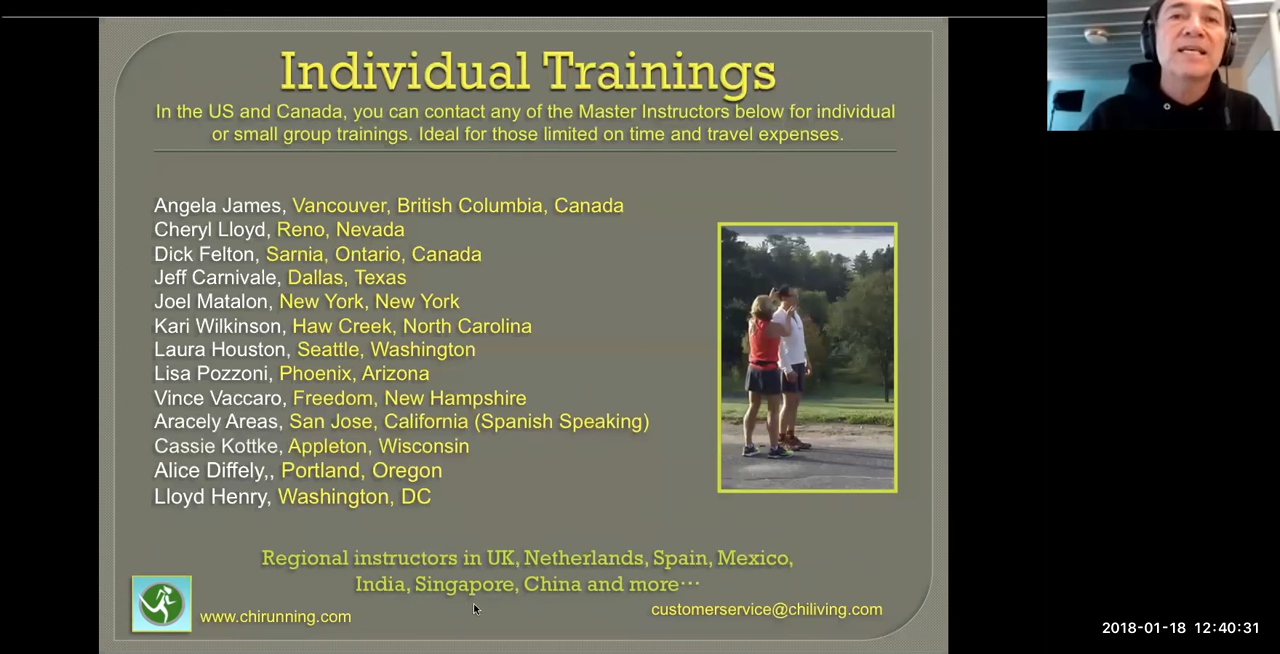 Individual Trainings
In the US and Canada, you can contact any of the Master Instructors below for individual
or small group trainings. Ideal for those limited on time and travel expenses.
Angela James, Vancouver, British Columbia, Canada
Cheryl Lloyd, Reno, Nevada
Dick Felton, Sarnia, Ontario, Canada
Jeff Carnivale, Dallas, Texas
Joel Matalon, New York, New York
Kari Wilkinson, Haw Creek, North Carolina
Laura Houston, Seattle, Washington
Lisa Pozzoni, Phoenix, Arizona
Vince Vaccaro, Freedom, New Hampshire
Aracely Areas, San Jose, California (Spanish Speaking)
Cassie Kottke, Appleton, Wisconsin
Alice Diffely,, Portland, Oregon
Lloyd Henry, Washington, DC
Regional instructors in UK, Netherlands, Spain, Mexico,
India, Singapore, China and more…
www.chirunning.com
customerservice@chiliving.com
2018-01-18 12:40:31